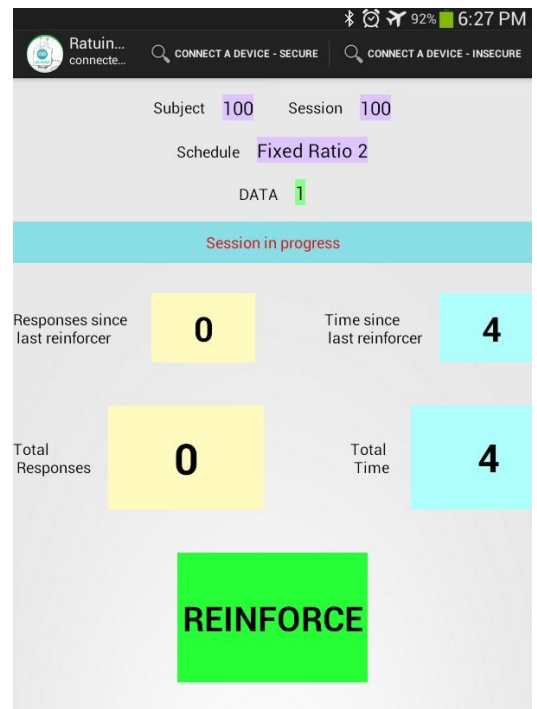 92% 6:27 PM
Ratuin...
connecte...
CONNECT A DEVICE - SECURE
CONNECT A DEVICE - INSECURE
Subject 100 Session 100
Schedule Fixed Ratio 2
DATA 1
Session in progress
Responses since
last reinforcer
0
Time since
last reinforcer
4
Total
Responses
0
Total
Time
4
REINFORCE